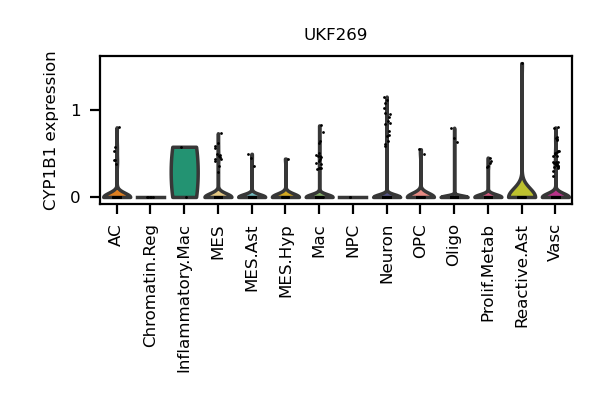 UKF269
CYP1B1 expression
1
0
AC
Chromatin.Reg
Inflammatory.Mac
MES
MES.Ast
MES.Hyp
Mac
NPC
Neuron
OPC
Oligo
Prolif.Metab
Reactive.Ast
Vasc